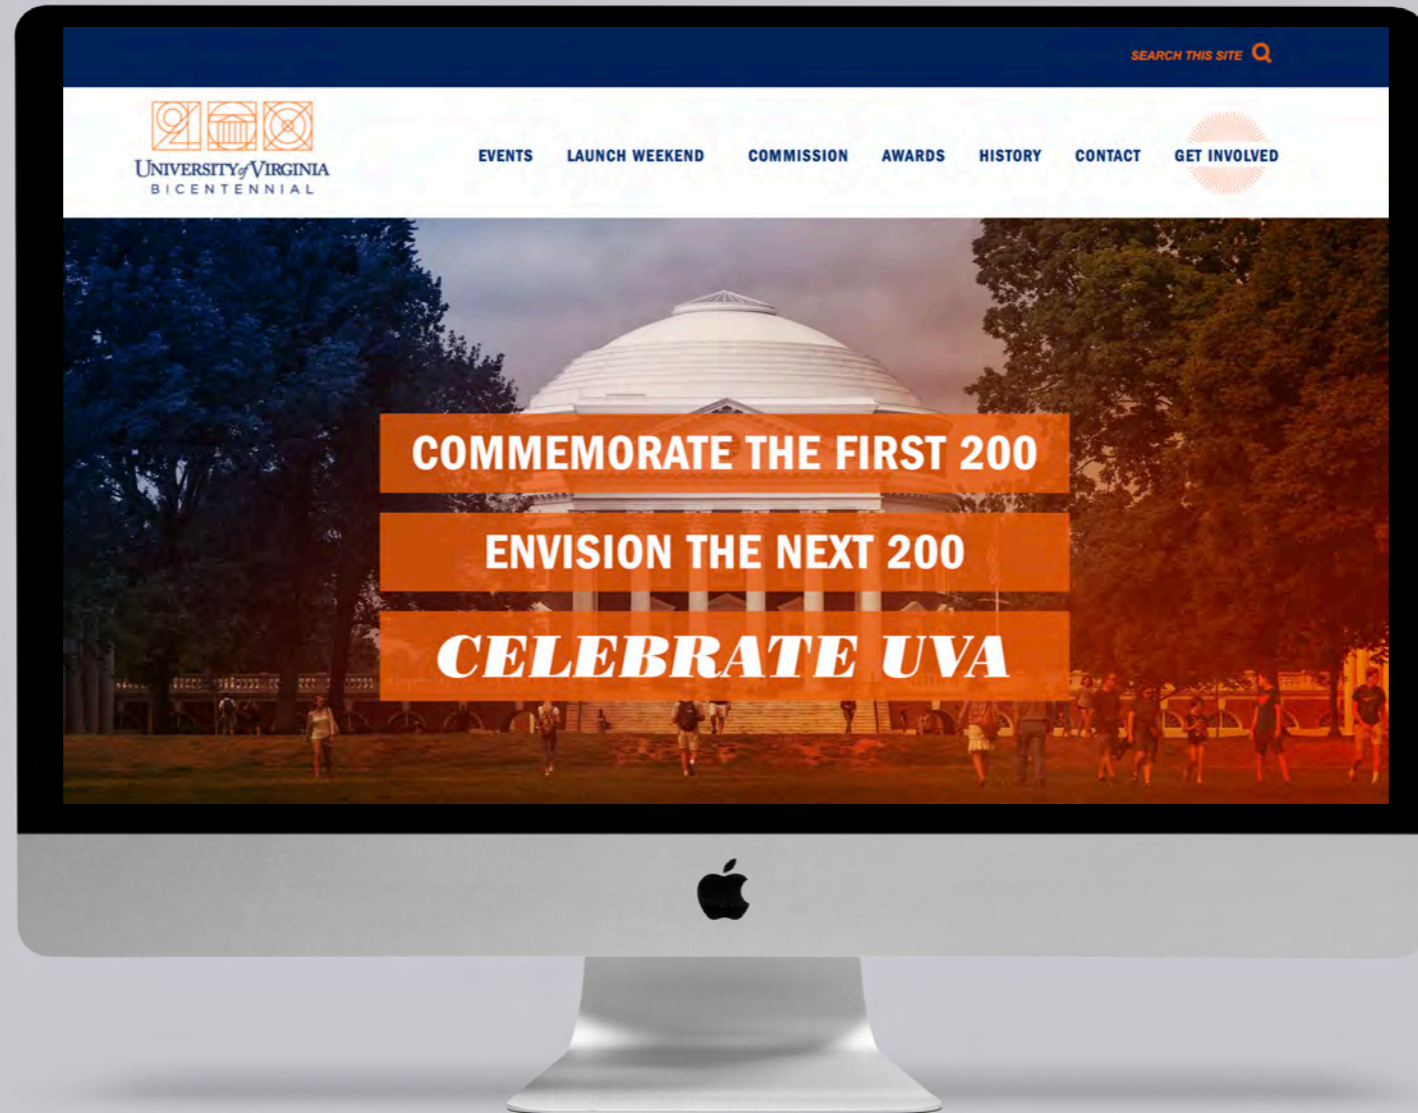 SEARCH THIS SITE
200
UNIVERSITY of VIRGINIA
BICENTENNIAL
EVENTS LAUNCH WEEKEND COMMISSION AWARDS HISTORY CONTACT GET INVOLVED
COMMEMORATE THE FIRST 200
ENVISION THE NEXT 200
CELEBRATE UVA